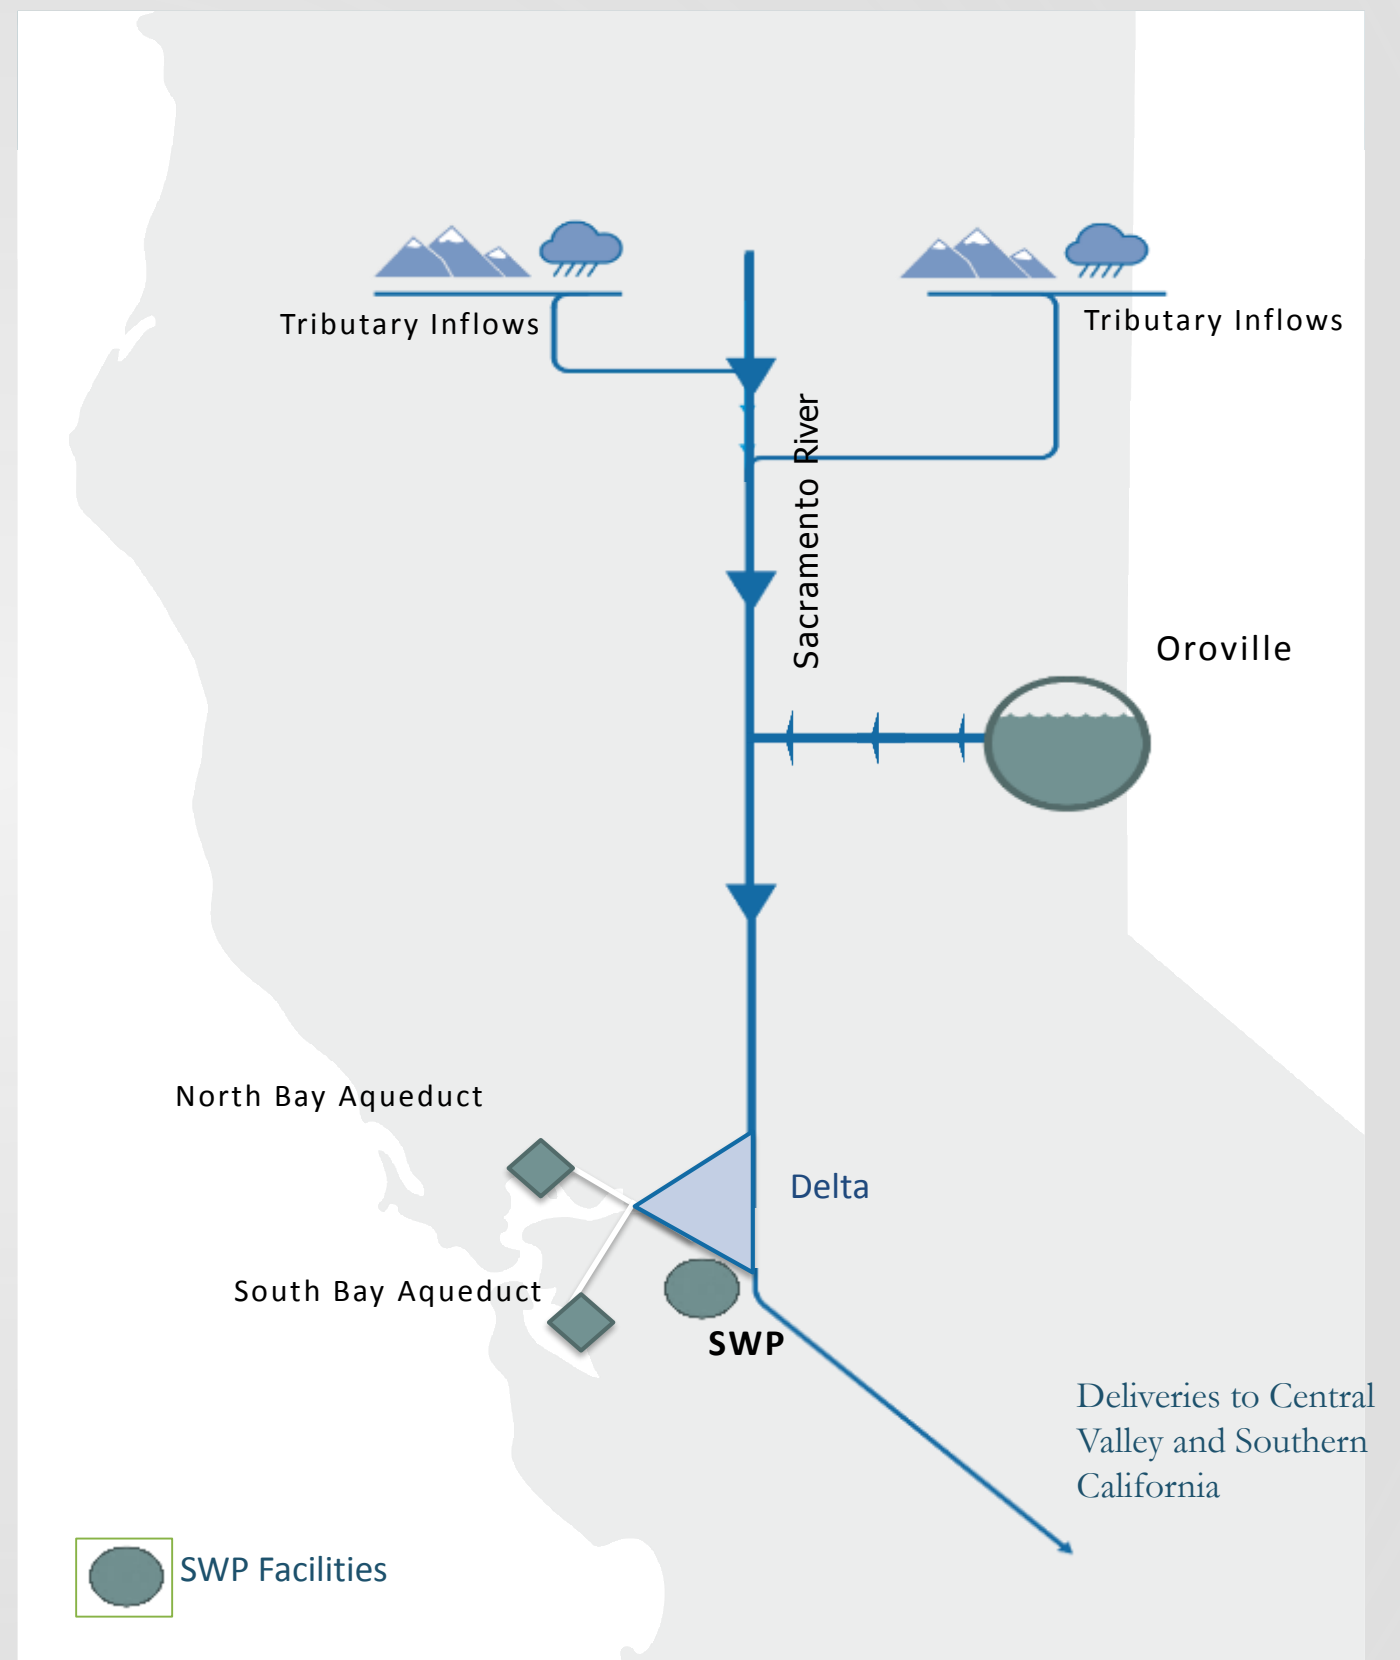 Tributary Inflows
Tributary Inflows
Sacramento River
Oroville
North Bay Aqueduct
Delta
South Bay Aqueduct
SWP
Deliveries to Central
Valley and Southern
California
SWP Facilities